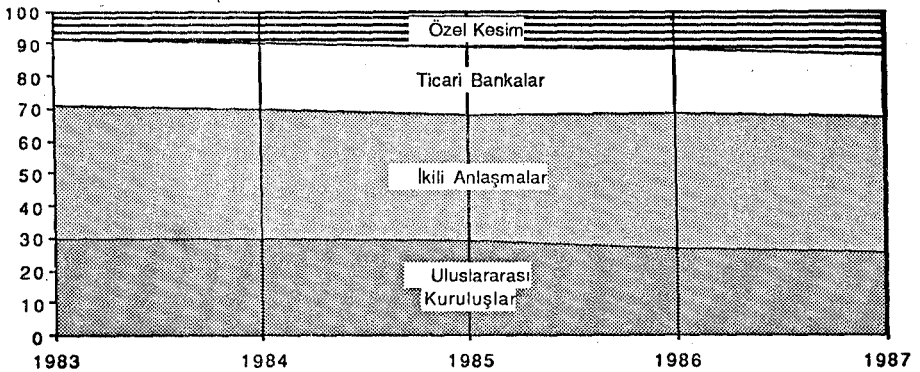 100
90
80
70
60
50
40
30
20
10
0
Özel Kesim
Ticari Bankalar
İkili Anlaşmalar
Uluslararası
Kuruluşlar
1983 1984 1985 1986 1987